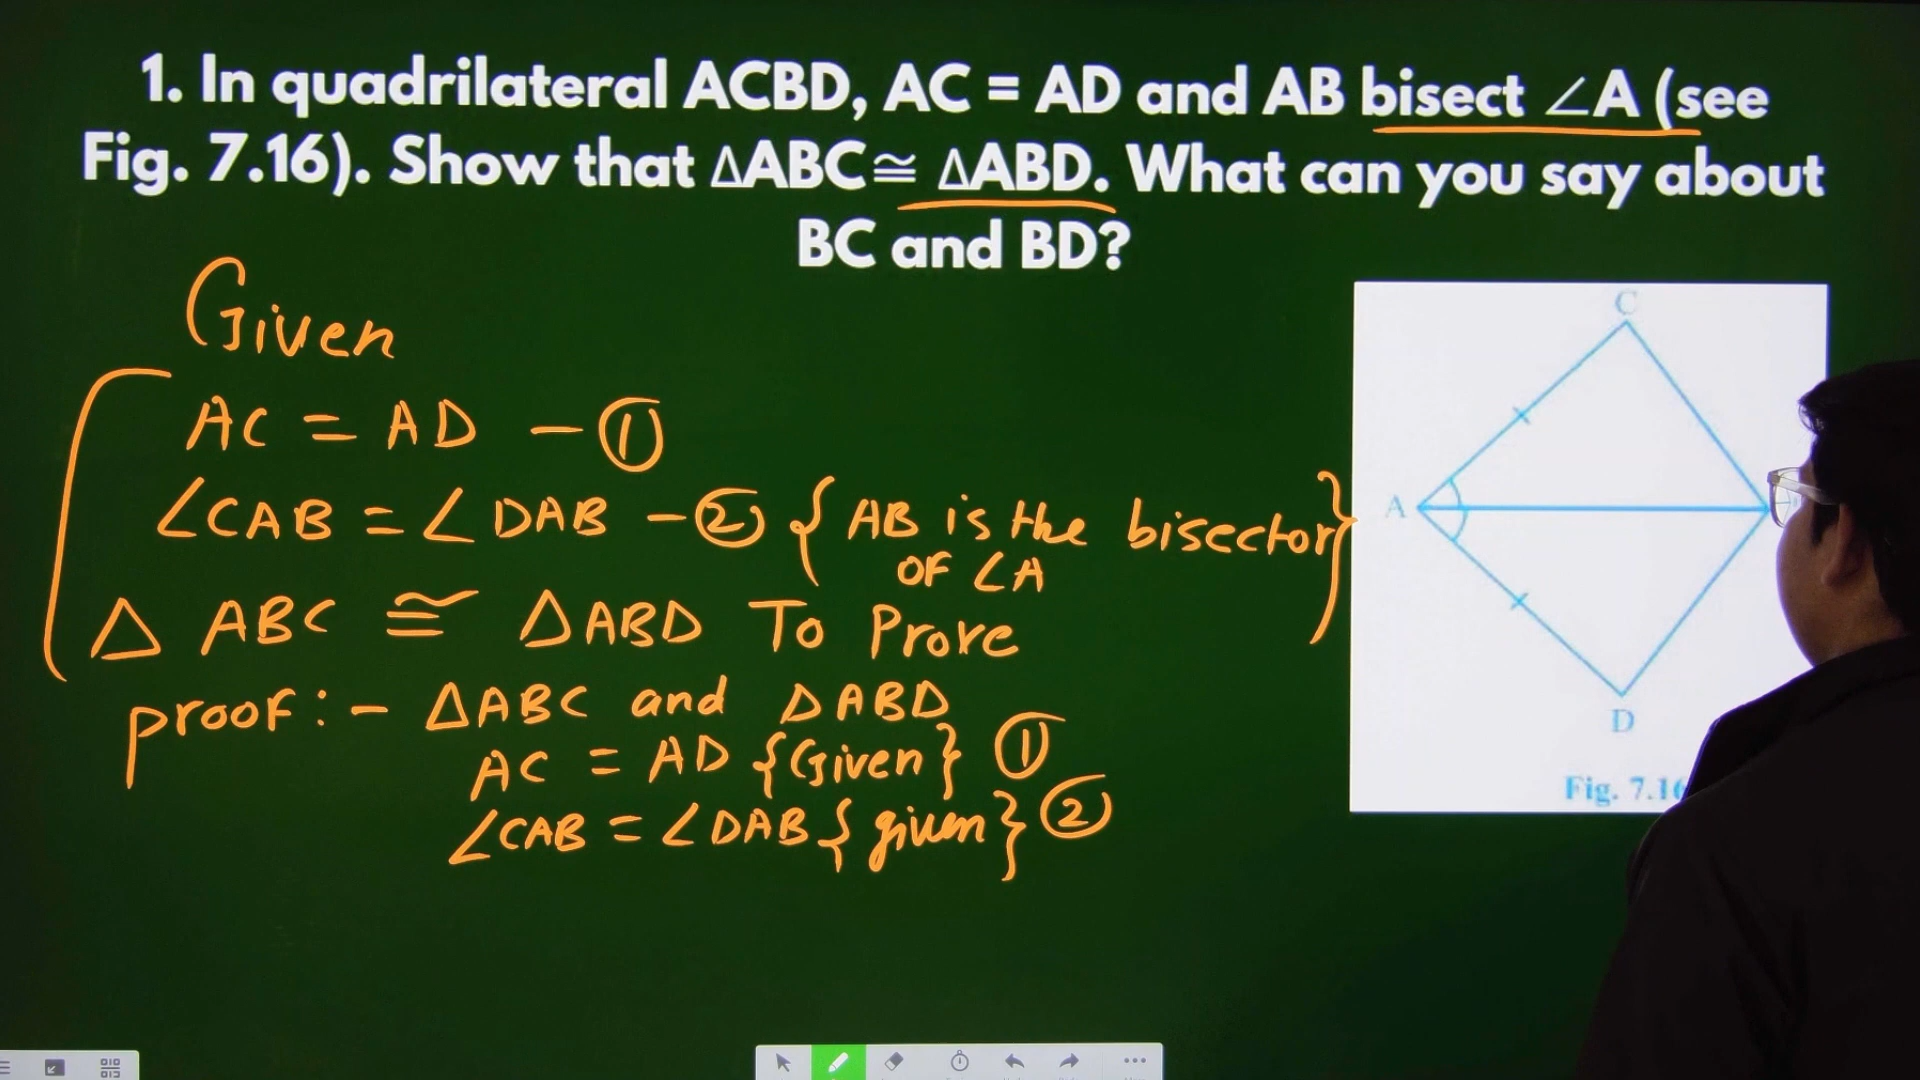 1. In quadrilateral ACBD, AC = AD and AB bisect ∠A (see
Fig. 7.16). Show that ΔABC≅ ΔABD. What can you say about
BC and BD?
Given
AC = AD - ①
∠CAB = ∠DAB - ② { AB is the bisector }
OF ∠A
Δ ABC ≅ ΔABD To Prove
proof:- ΔABC and ΔABD
AC = AD {Given} ①
∠CAB = ∠DAB { given } ②
C
A
D
Fig. 7.16